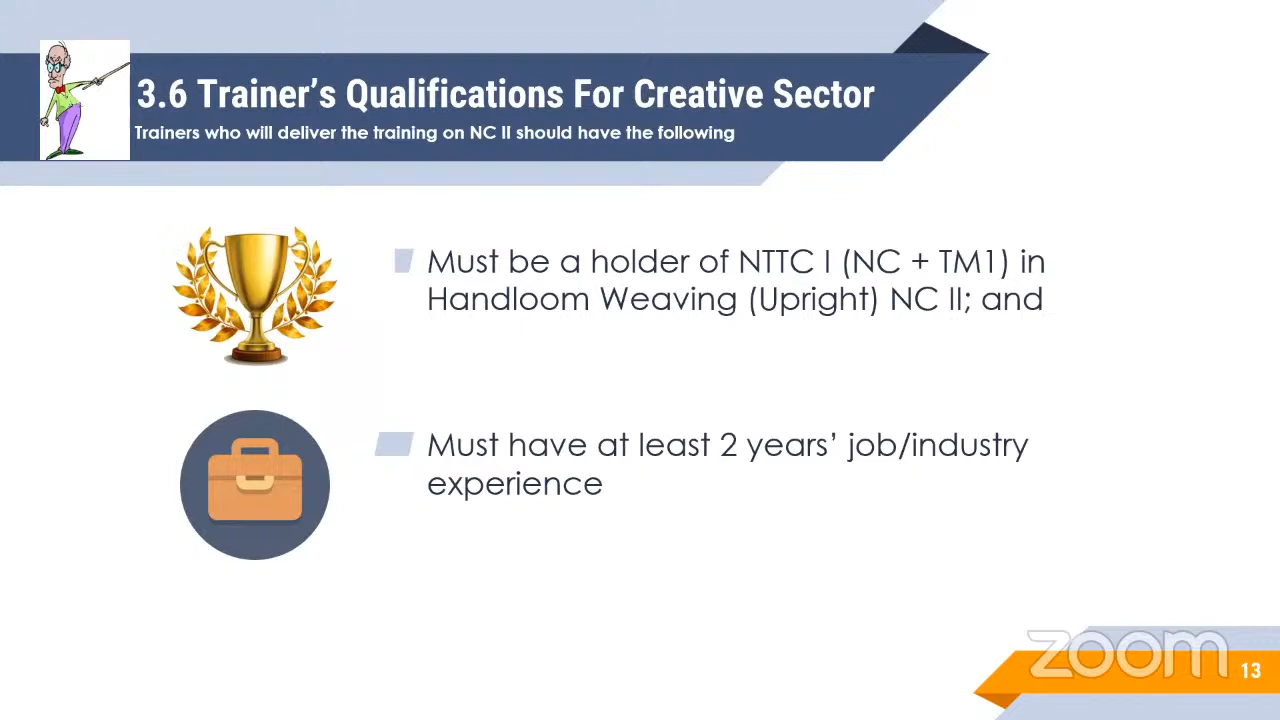 3.6 Trainer’s Qualifications For Creative Sector
Trainers who will deliver the training on NC II should have the following
Must be a holder of NTTC I (NC + TM1) in
Handloom Weaving (Upright) NC II; and
Must have at least 2 years’ job/industry
experience
zoom
13